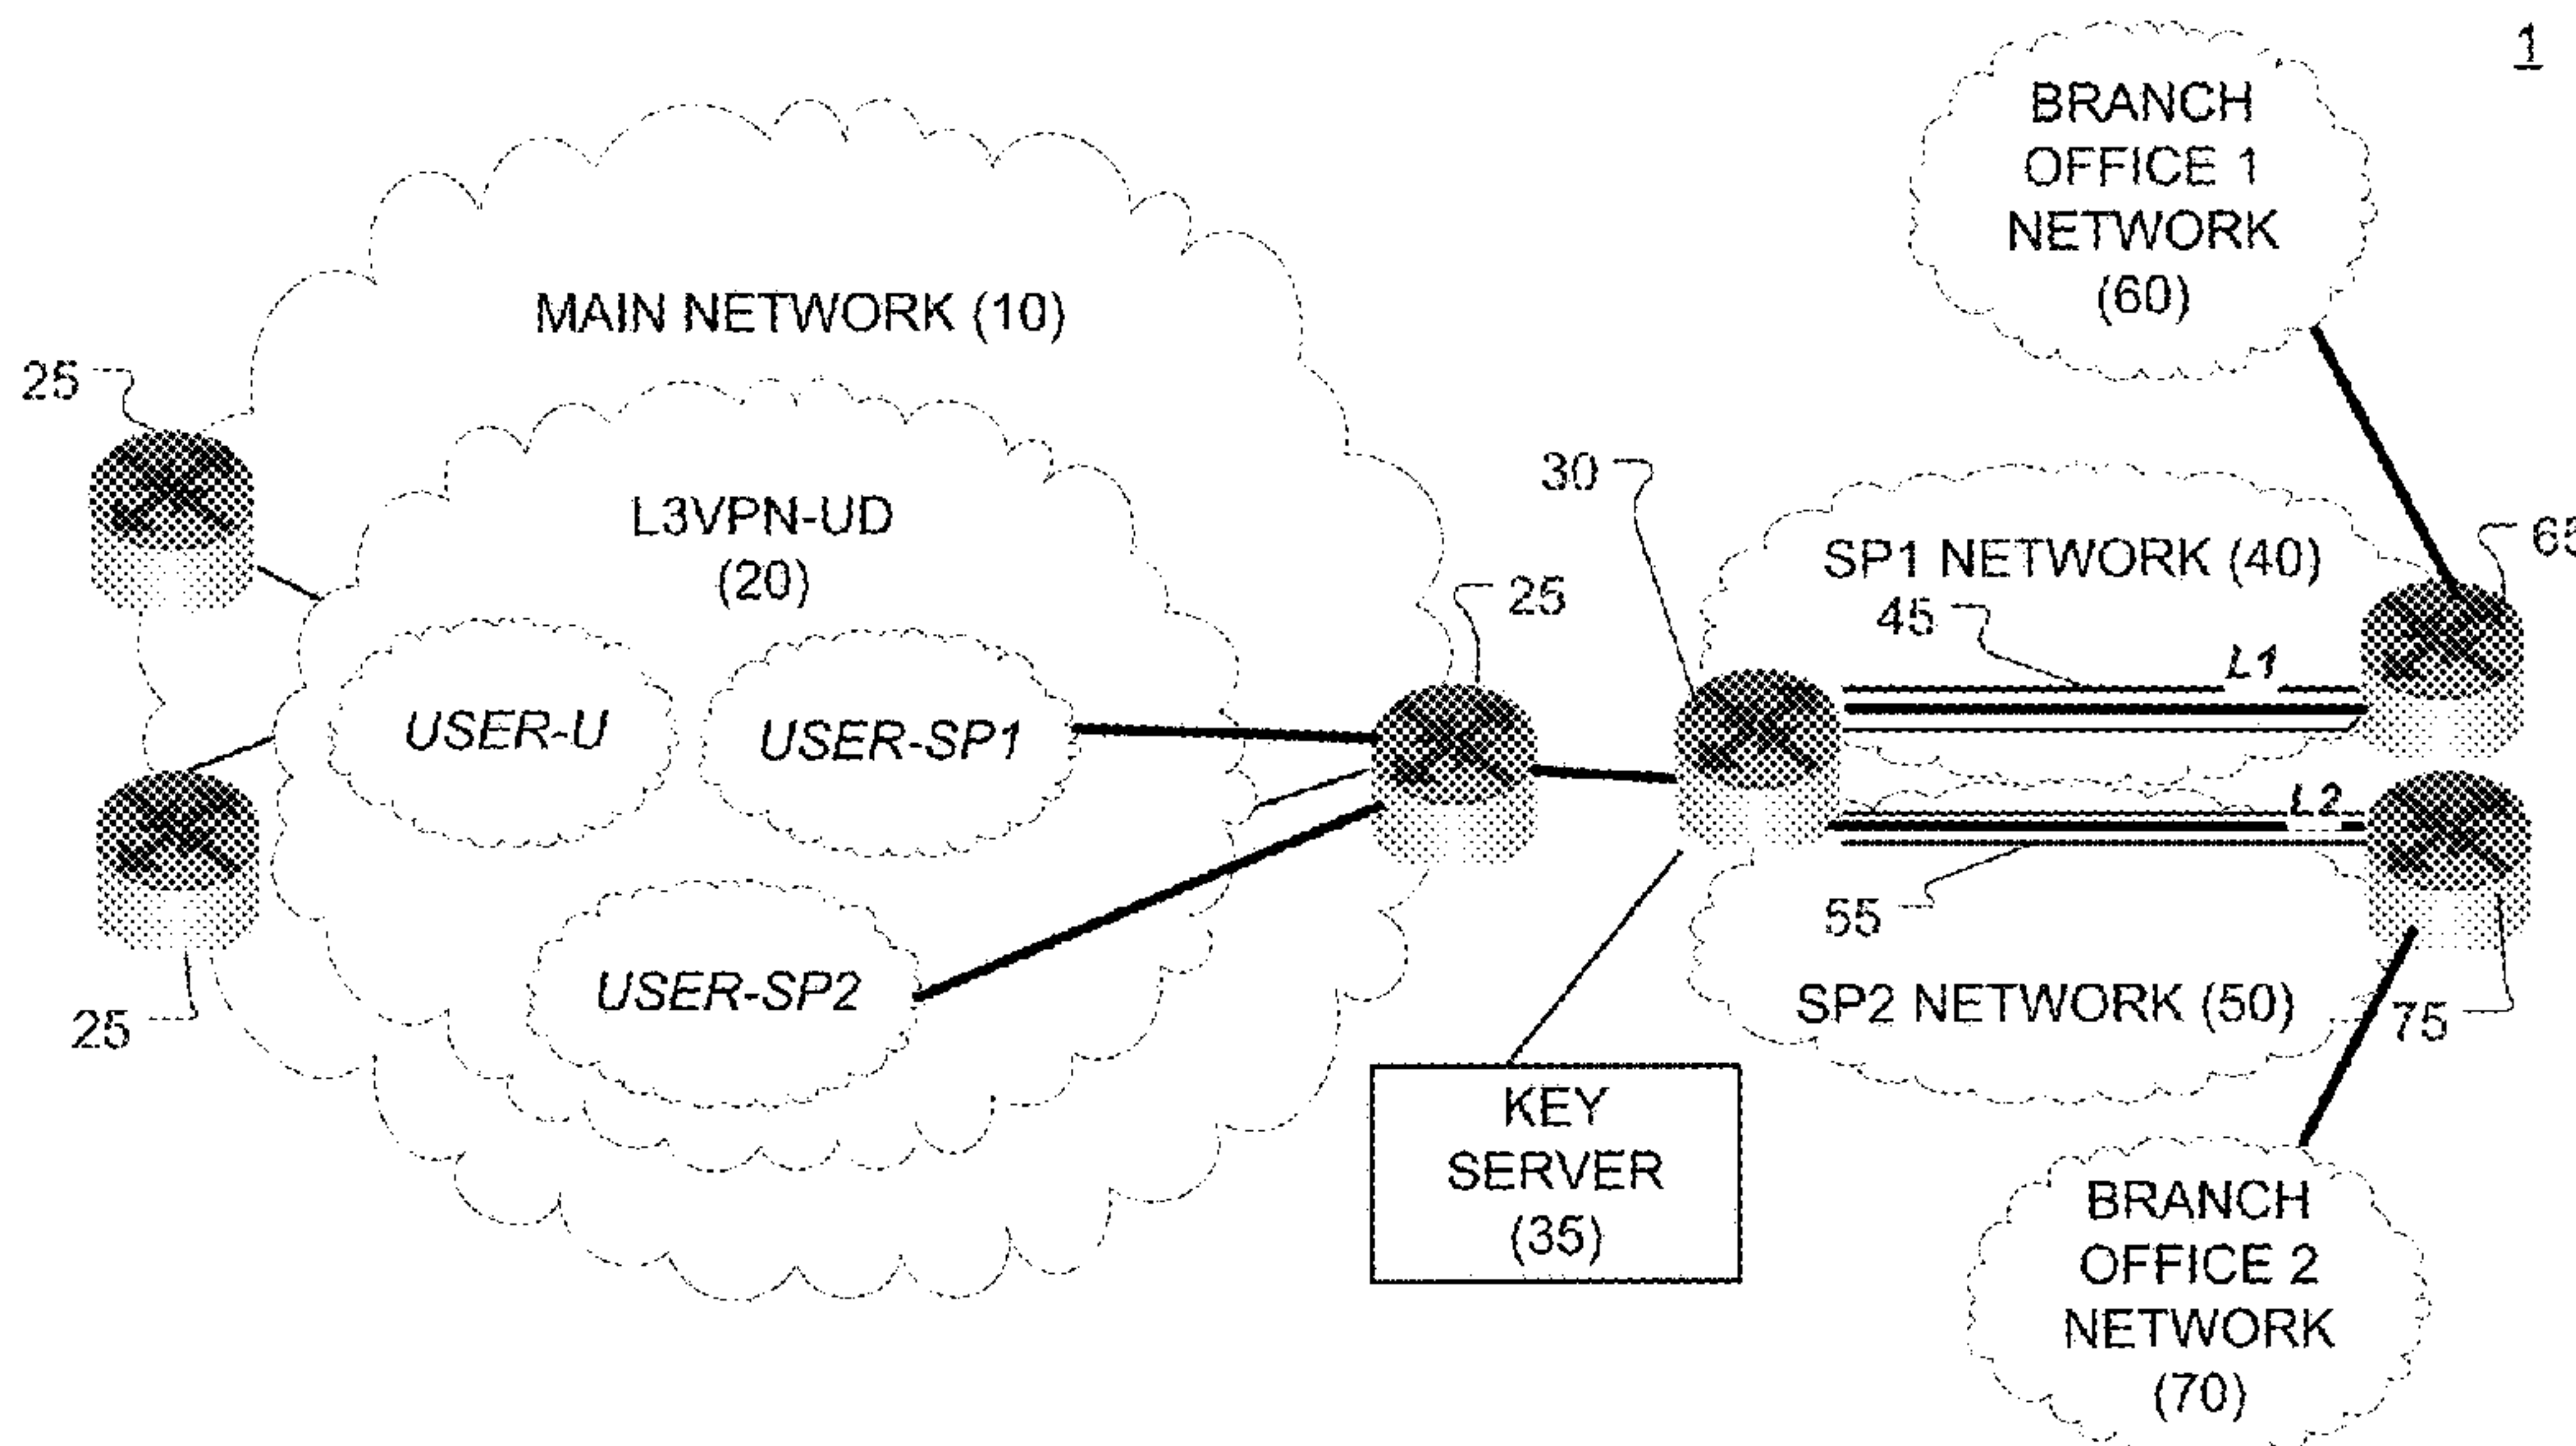 1
BRANCH
OFFICE 1
NETWORK
(60)
MAIN NETWORK (10)
25
L3VPN-UD
(20)
30
SP1 NETWORK (40)
65
25
45
L1
USER-U
USER-SP1
L2
55
USER-SP2
SP2 NETWORK (50)
75
25
KEY
SERVER
(35)
BRANCH
OFFICE 2
NETWORK
(70)